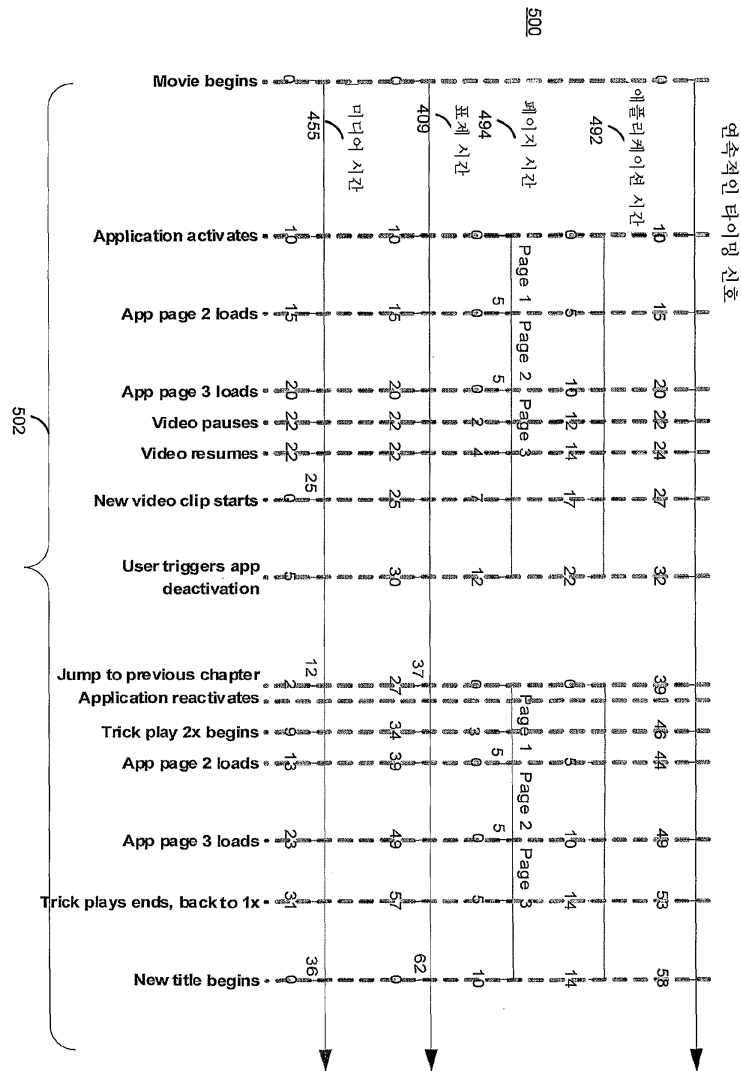 500
연속적인 타이밍 신호
애플리케이션 시간
492
페이지 시간
494
표제 시간
409
미디어 시간
455
Movie begins 0 0 0
Application activates 10 10 0 0 10
Page 1
5
App page 2 loads 15 15 0 5 15
Page 2
5
App page 3 loads 20 20 0 10 20
Page 3
Video pauses 22 22 2 12 22
Video resumes 22 22 4 14 24
25
New video clip starts 0 25 7 17 27
User triggers app
deactivation 5 30 12 22 32
12 37
Jump to previous chapter 2 27 0 0 39
Application reactivates
Page 1
Trick play 2x begins 9 34 3 46
5
App page 2 loads 13 39 0 5 44
Page 2
5
App page 3 loads 23 49 0 10 49
Page 3
Trick plays ends, back to 1x 31 57 5 14 53
36 62
New title begins 0 0 10 14 58
502